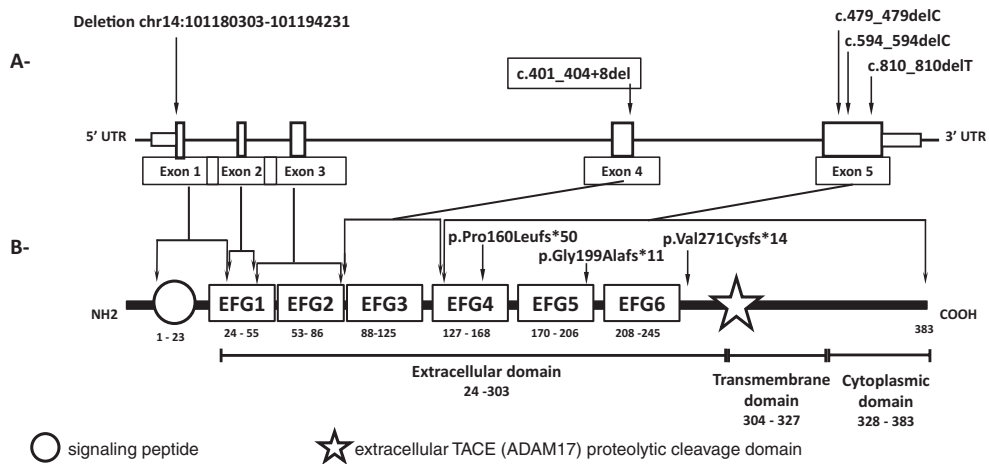 Deletion chr14:101180303-101194231
c.479_479delC
c.594_594delC
c.810_810delT
A-
c.401_404+8del
5' UTR
3' UTR
Exon 1
Exon 2
Exon 3
Exon 4
Exon 5
B-
p.Pro160Leufs*50
p.Gly199Alafs*11
p.Val271Cysfs*14
NH2
EFG1
EFG2
EFG3
EFG4
EFG5
EFG6
COOH
1 - 23
24 - 55
53- 86
88-125
127 - 168
170 - 206
208 -245
383
Extracellular domain
24 -303
Transmembrane
domain
304 - 327
Cytoplasmic
domain
328 - 383
signaling peptide
extracellular TACE (ADAM17) proteolytic cleavage domain